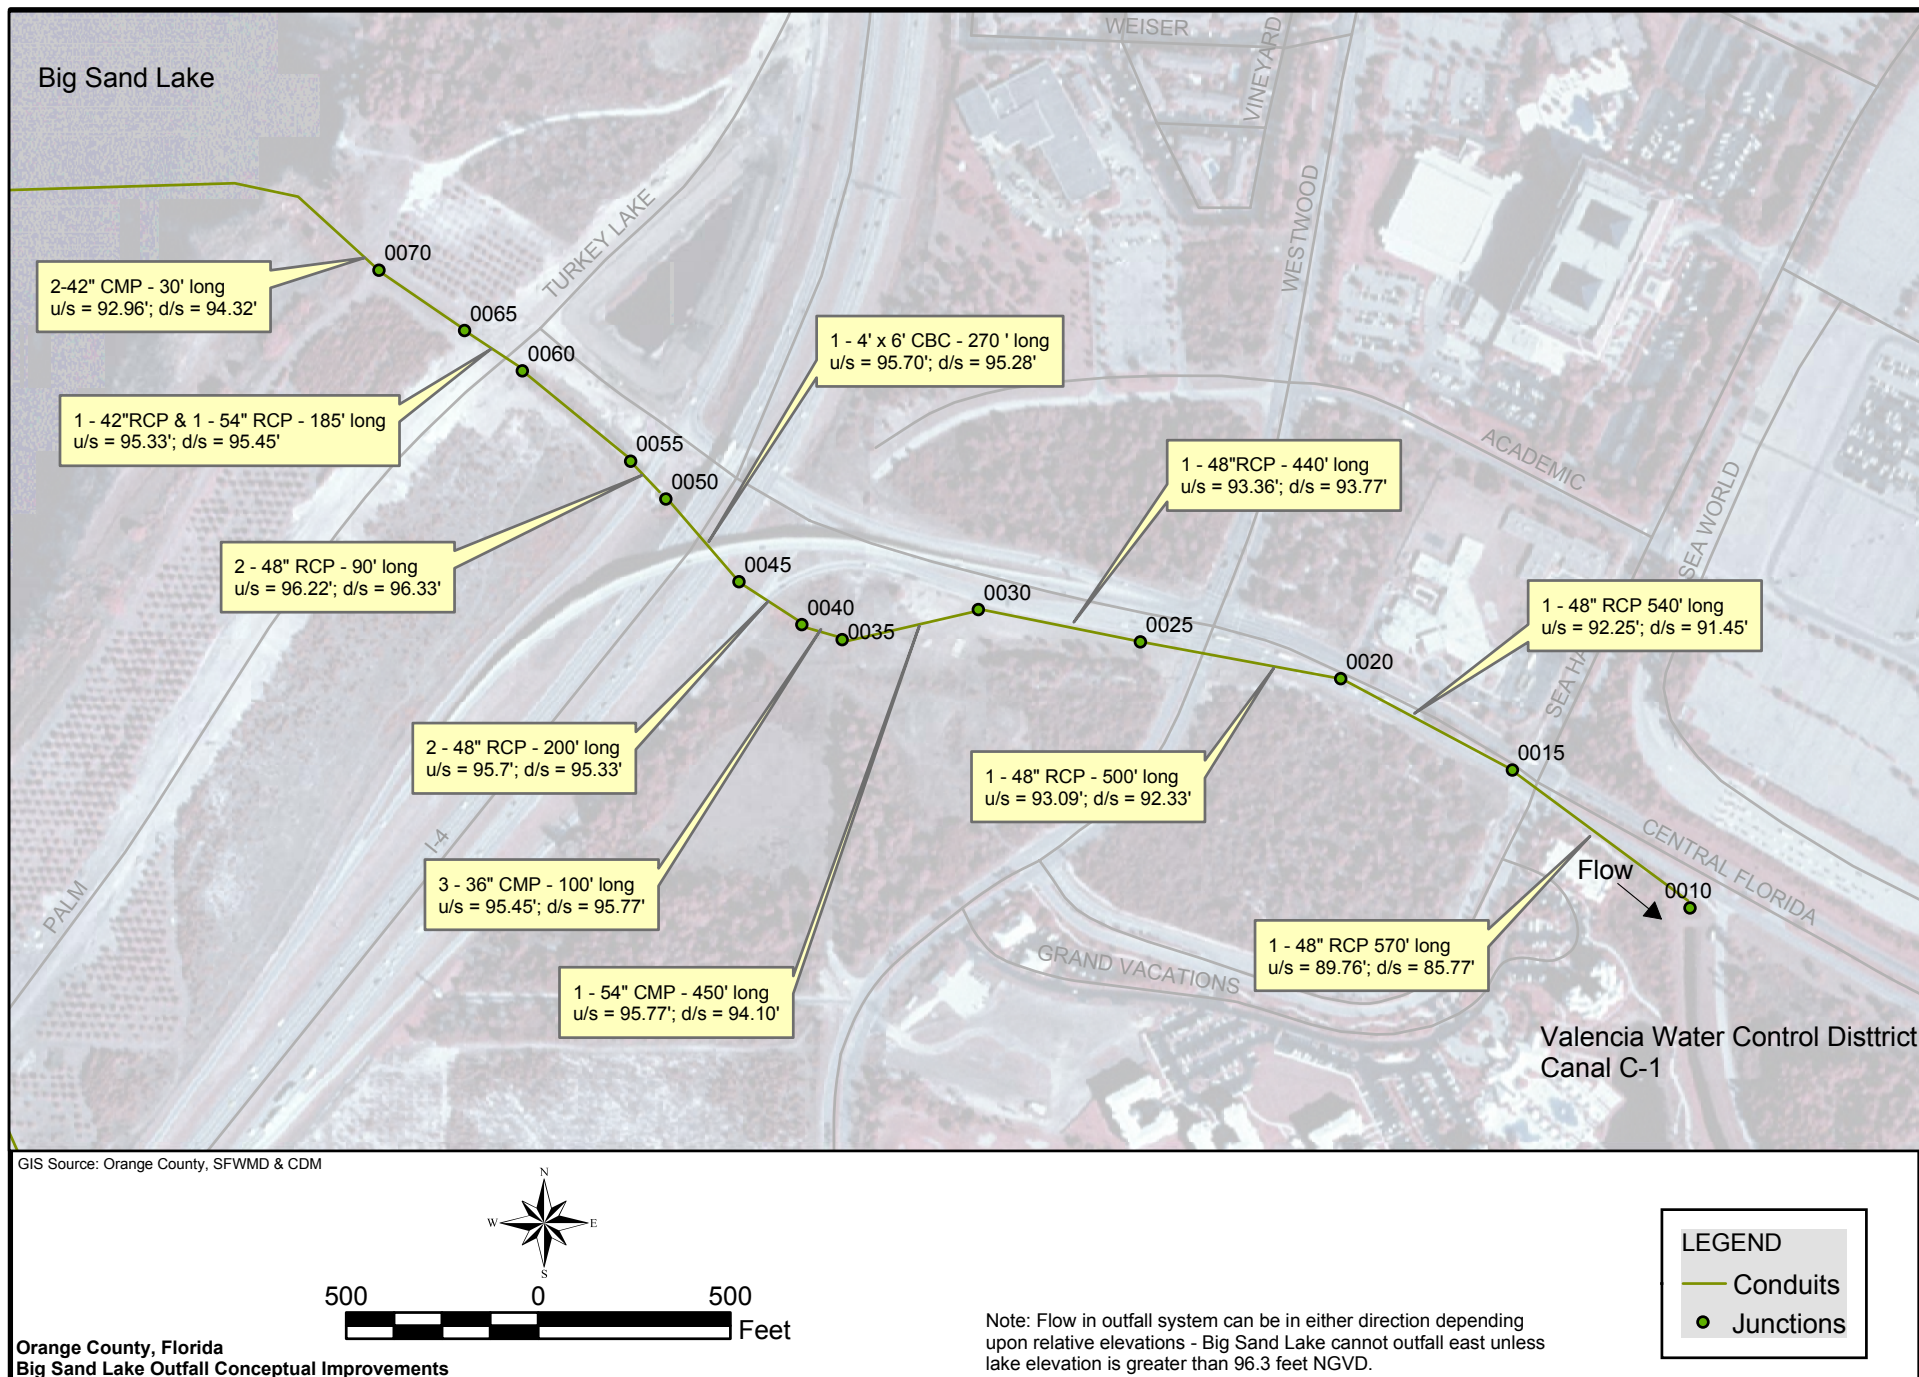 Big Sand Lake
WEISER
VINEYARD
WESTWOOD
TURKEY LAKE
0070
2-42" CMP - 30' long
u/s = 92.96'; d/s = 94.32'
0065
0060
1 - 4' x 6' CBC - 270 ' long
u/s = 95.70'; d/s = 95.28'
1 - 42"RCP & 1 - 54" RCP - 185' long
u/s = 95.33'; d/s = 95.45'
0055
0050
1 - 48"RCP - 440' long
u/s = 93.36'; d/s = 93.77'
ACADEMIC
SEA WORLD
2 - 48" RCP - 90' long
u/s = 96.22'; d/s = 96.33'
0045
0040
0035
0030
0025
0020
1 - 48" RCP 540' long
u/s = 92.25'; d/s = 91.45'
SEA HA
2 - 48" RCP - 200' long
u/s = 95.7'; d/s = 95.33'
1 - 48" RCP - 500' long
u/s = 93.09'; d/s = 92.33'
0015
I-4
PALM
3 - 36" CMP - 100' long
u/s = 95.45'; d/s = 95.77'
CENTRAL FLORIDA
Flow
0010
1 - 48" RCP 570' long
u/s = 89.76'; d/s = 85.77'
GRAND VACATIONS
1 - 54" CMP - 450' long
u/s = 95.77'; d/s = 94.10'
Valencia Water Control Disttrict
Canal C-1
GIS Source: Orange County, SFWMD & CDM
N
W
E
S
500 0 500
Feet
Orange County, Florida
Big Sand Lake Outfall Conceptual Improvements
Note: Flow in outfall system can be in either direction depending
upon relative elevations - Big Sand Lake cannot outfall east unless
lake elevation is greater than 96.3 feet NGVD.
LEGEND
Conduits
Junctions